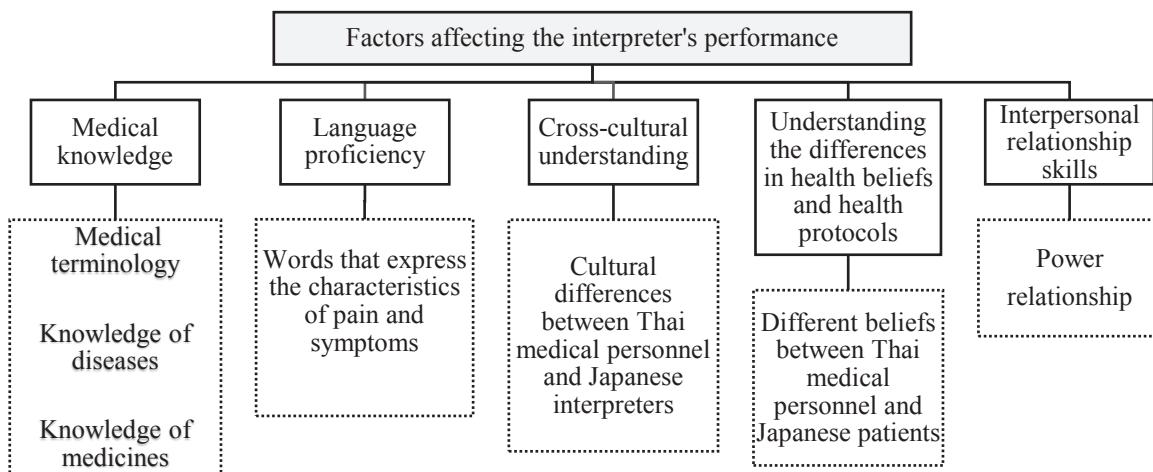 Factors affecting the interpreter's performance
Medical
knowledge
Language
proficiency
Cross-cultural
understanding
Understanding
the differences
in health beliefs
and health
protocols
Interpersonal
relationship
skills
Medical
terminology
Knowledge of
diseases
Knowledge of
medicines
Words that express
the characteristics
of pain and
symptoms
Cultural
differences
between Thai
medical personnel
and Japanese
interpreters
Different beliefs
between Thai
medical
personnel and
Japanese patients
Power
relationship